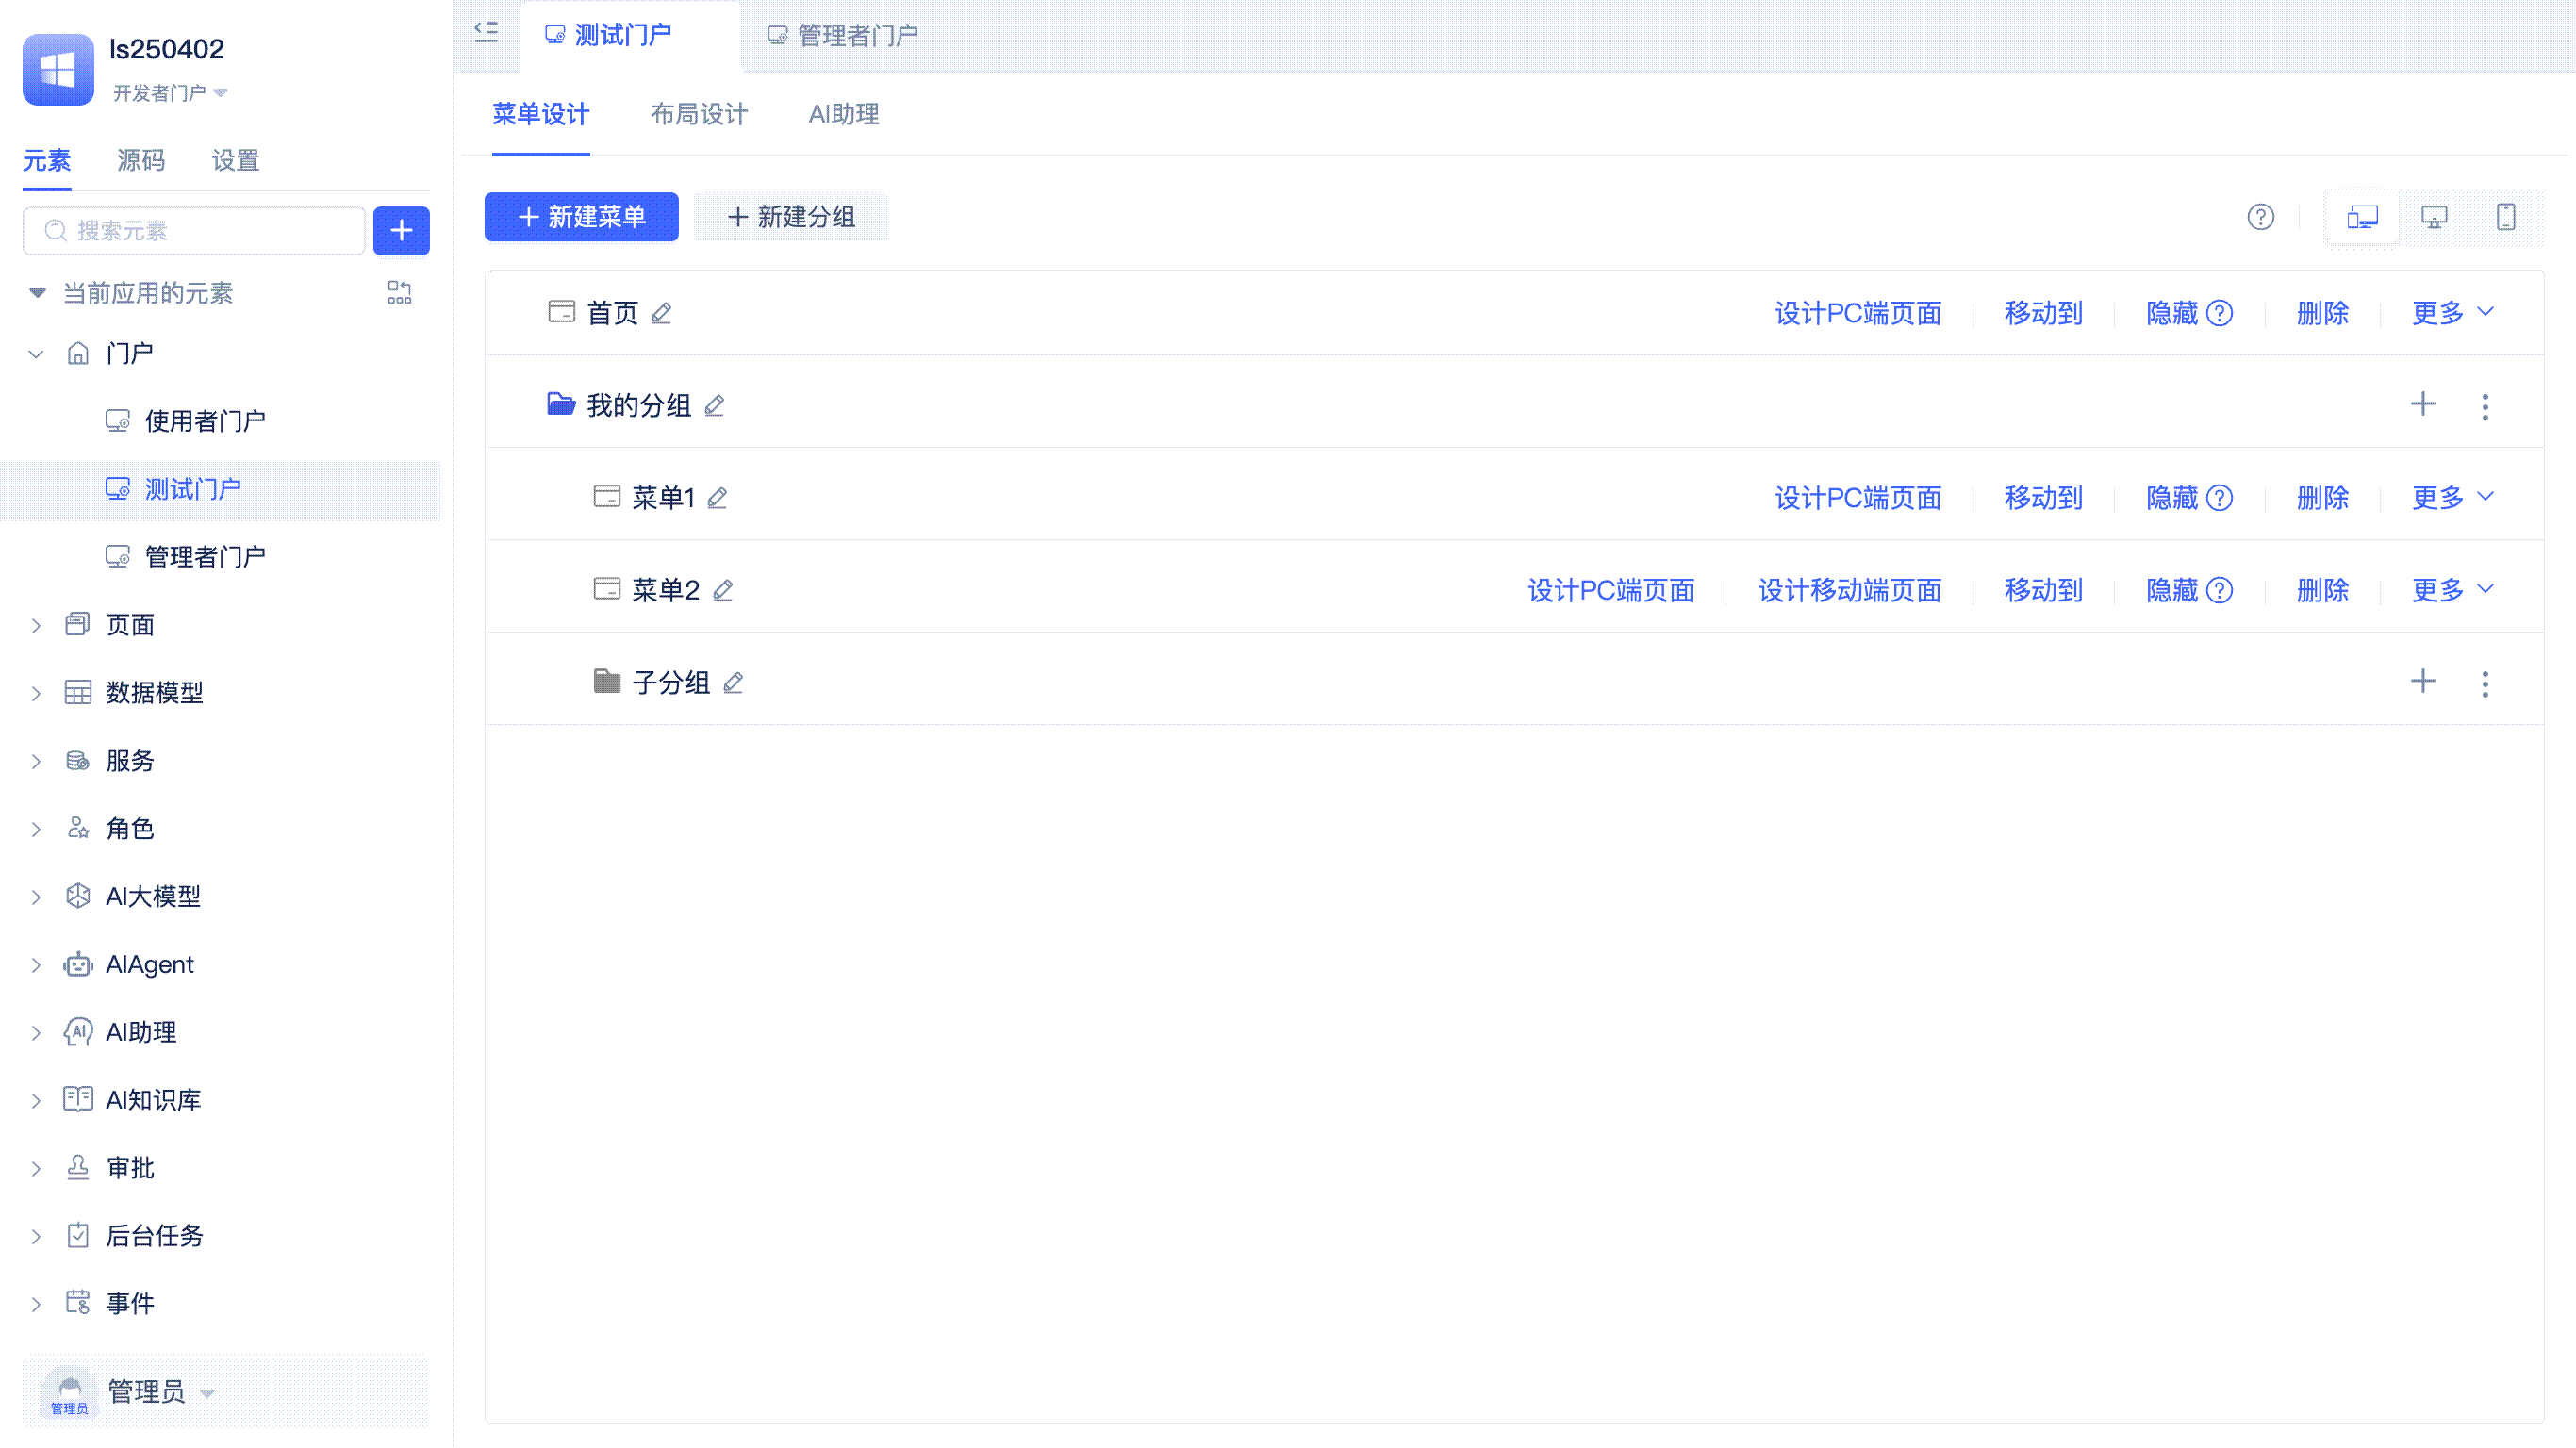 ls250402
开发者门户
元素 源码 设置
搜索元素
当前应用的元素
门户
使用者门户
测试门户
管理者门户
页面
数据模型
服务
角色
AI大模型
AIAgent
AI助理
AI知识库
审批
后台任务
事件
管理员
管理员
测试门户 管理者门户
菜单设计 布局设计 AI助理
新建菜单 新建分组
首页 设计PC端页面 移动到 隐藏 删除 更多
我的分组
菜单1 设计PC端页面 移动到 隐藏 删除 更多
菜单2 设计PC端页面 设计移动端页面 移动到 隐藏 删除 更多
子分组